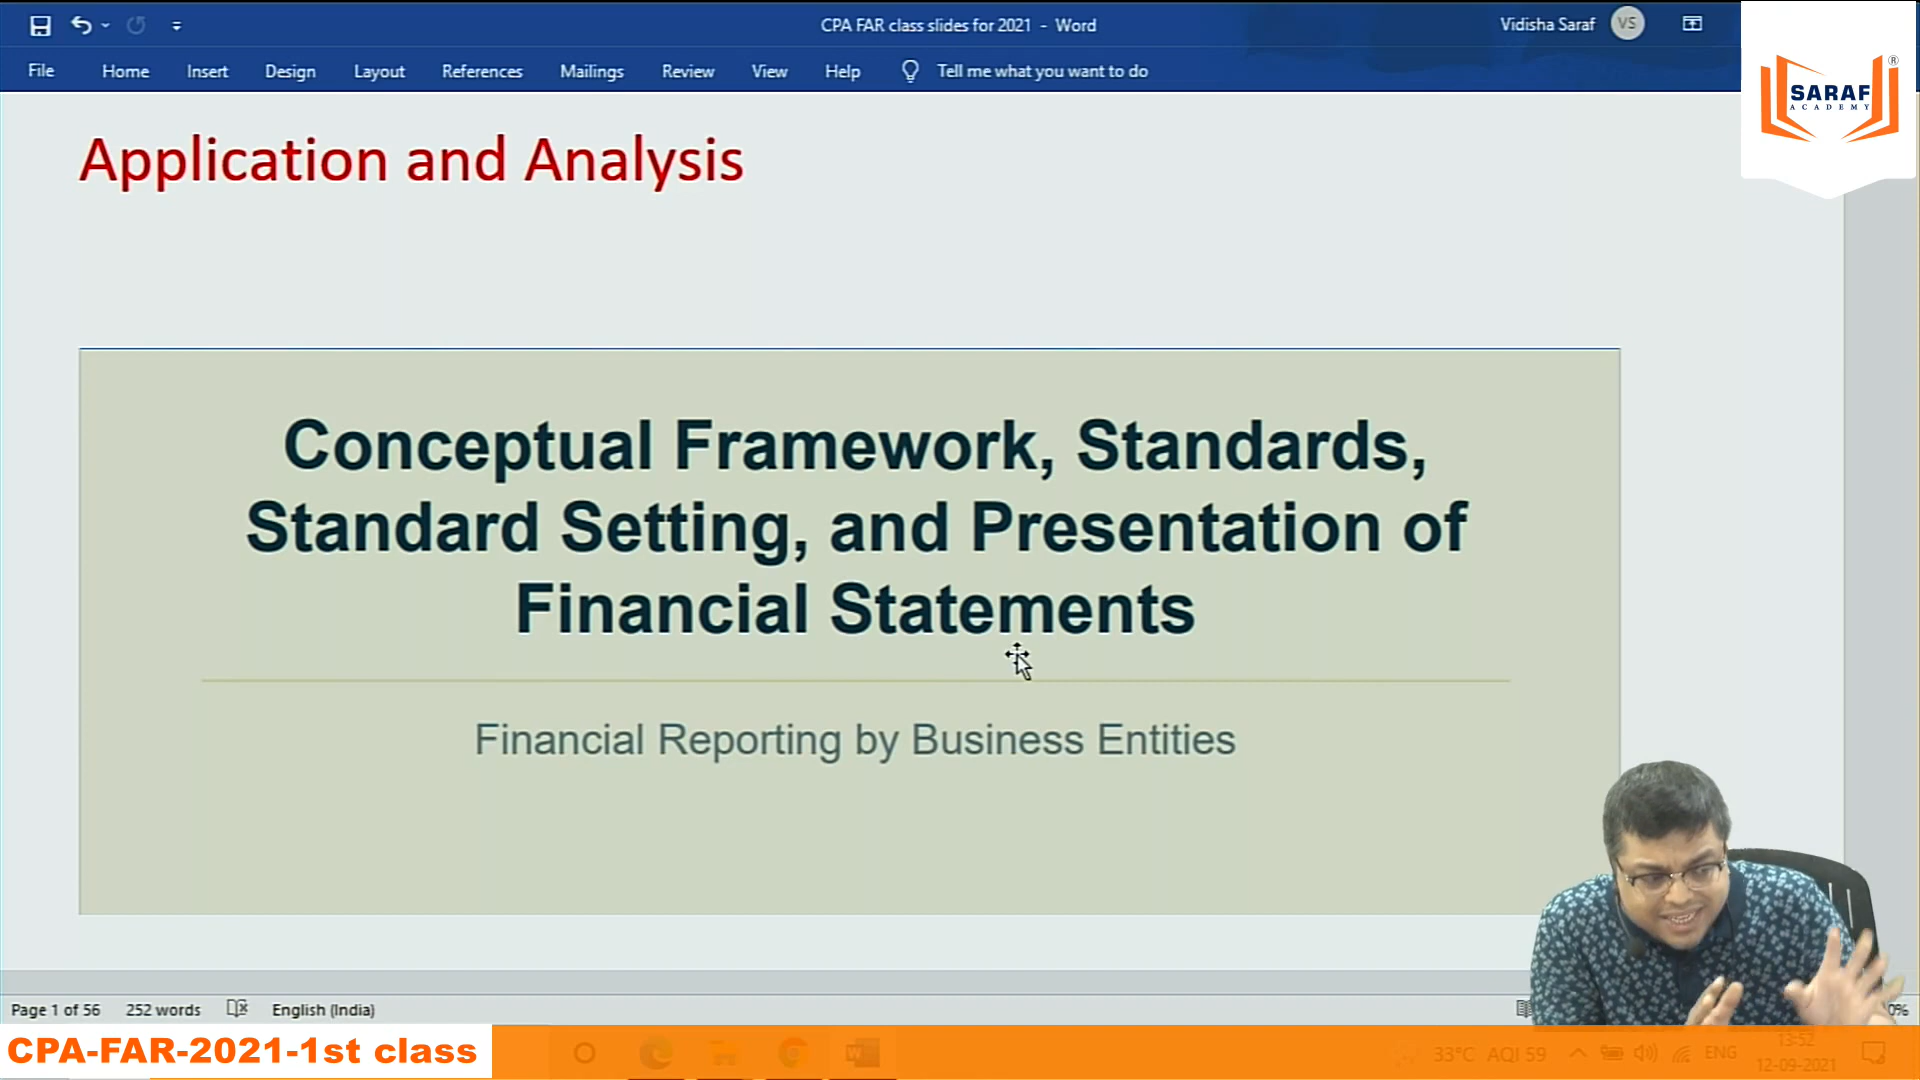 CPA FAR class slides for 2021 - Word
Vidisha Saraf
VS
File
Home
Insert
Design
Layout
References
Mailings
Review
View
Help
Tell me what you want to do
SARAF
ACADEMY
®
Application and Analysis
Conceptual Framework, Standards,
Standard Setting, and Presentation of
Financial Statements
Financial Reporting by Business Entities
Page 1 of 56
252 words
English (India)
0%
CPA-FAR-2021-1st class
33°C AQI 59
ENG
13:52
12-09-2021